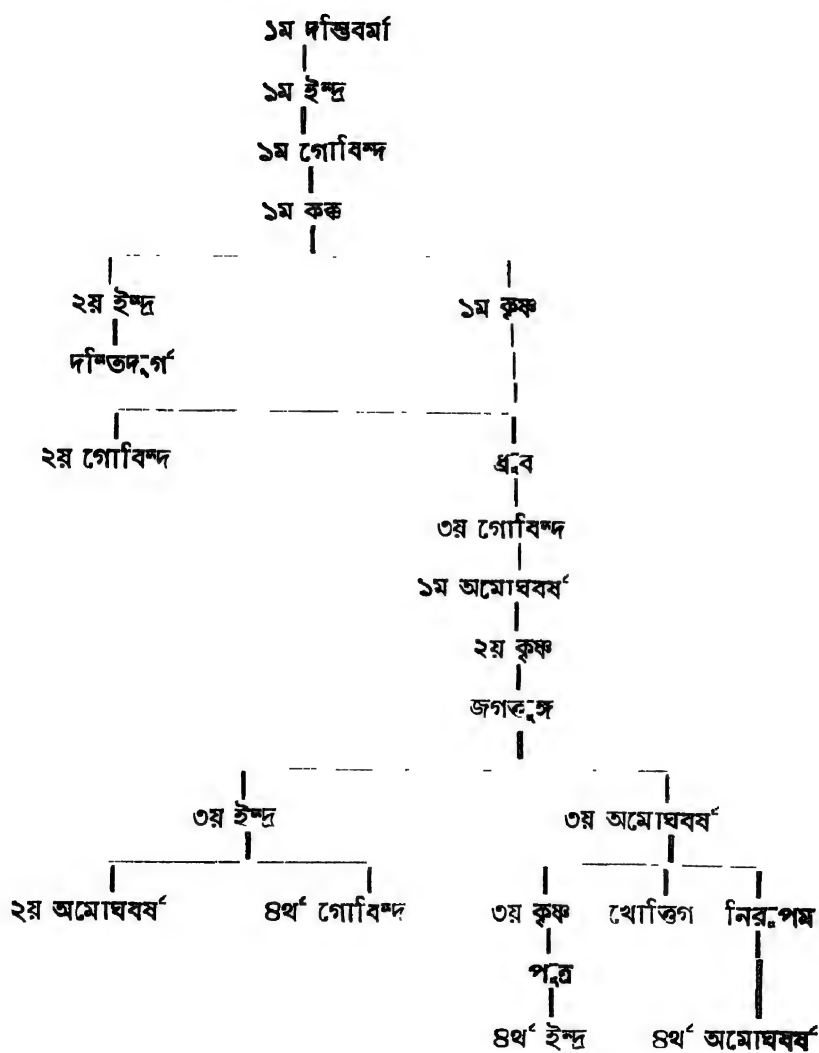 ১ম দন্তিবর্মা
১ম ইন্দ্র
১ম গোবিন্দ
১ম কক্ক
২য় ইন্দ্র ১ম কৃষ্ণ
দন্তিদুর্গ
২য় গোবিন্দ ধ্রুব
৩য় গোবিন্দ
১ম অমোঘবর্ষ
২য় কৃষ্ণ
জগত্তুঙ্গ
৩য় ইন্দ্র ৩য় অমোঘবর্ষ
২য় অমোঘবর্ষ ৪র্থ গোবিন্দ ৩য় কৃষ্ণ খোত্তিগ নিরুপম
পুত্র
৪র্থ ইন্দ্র ৪র্থ অমোঘবর্ষ